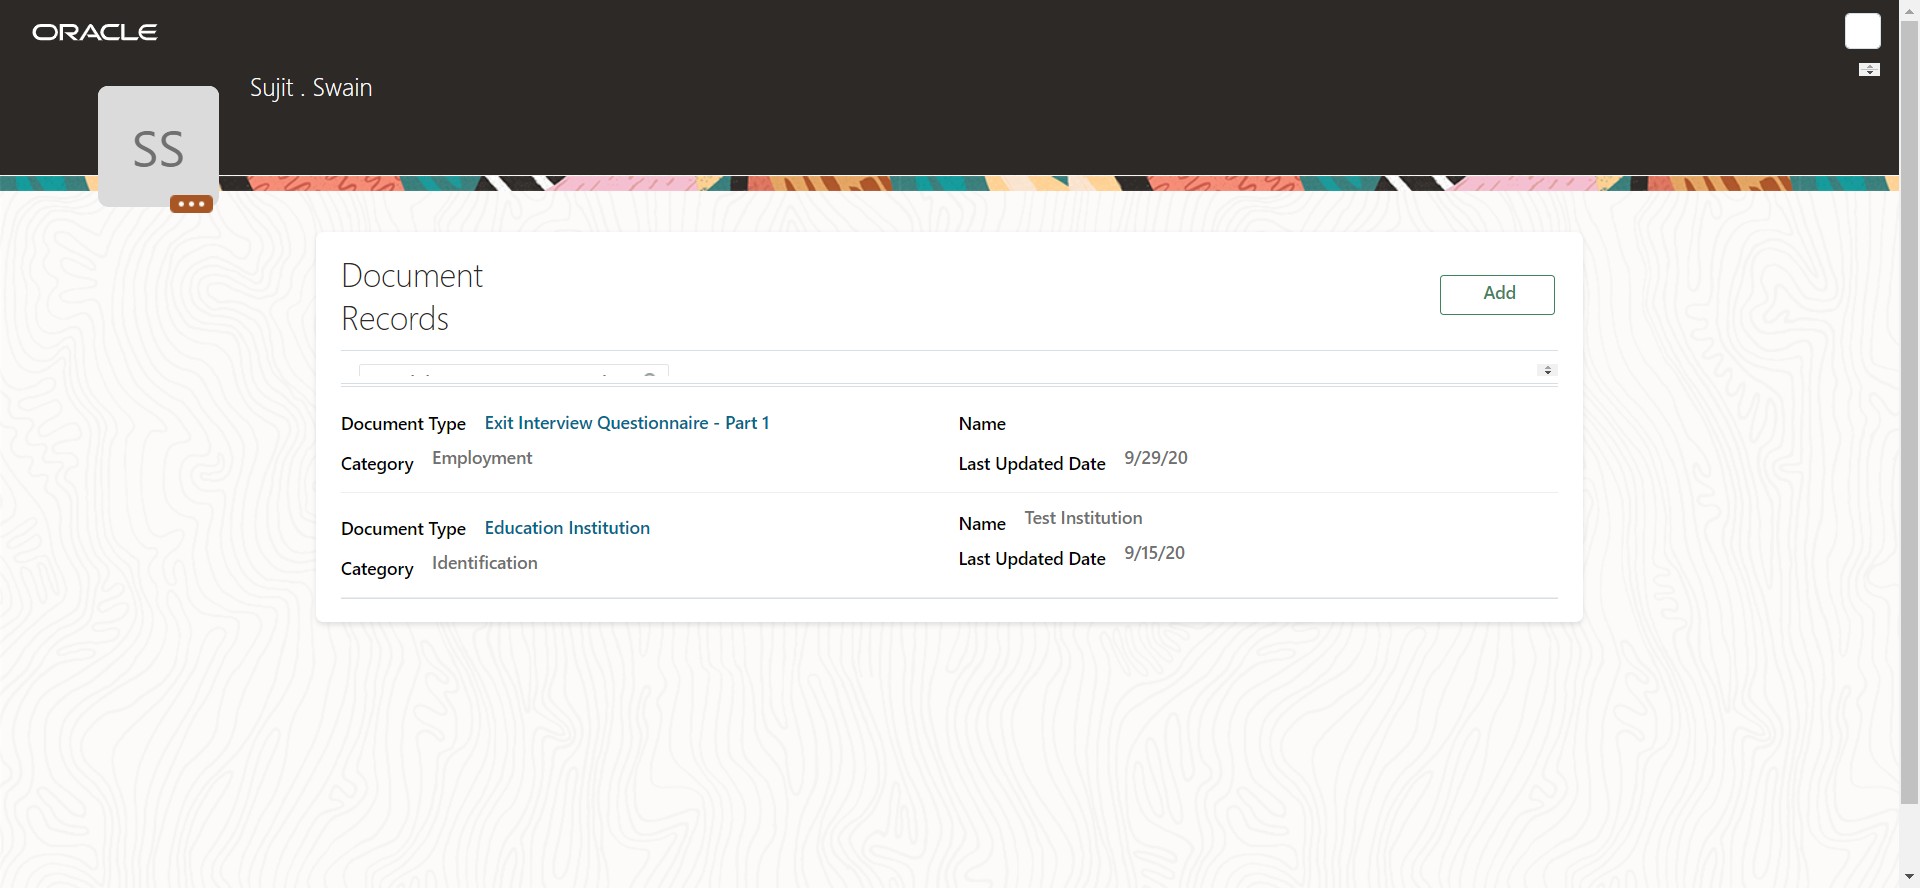 ORACLE
Sujit . Swain
SS
Document
Records
Add
Document Type Exit Interview Questionnaire - Part 1 Name
Category Employment Last Updated Date 9/29/20
Document Type Education Institution Name Test Institution
Category Identification Last Updated Date 9/15/20